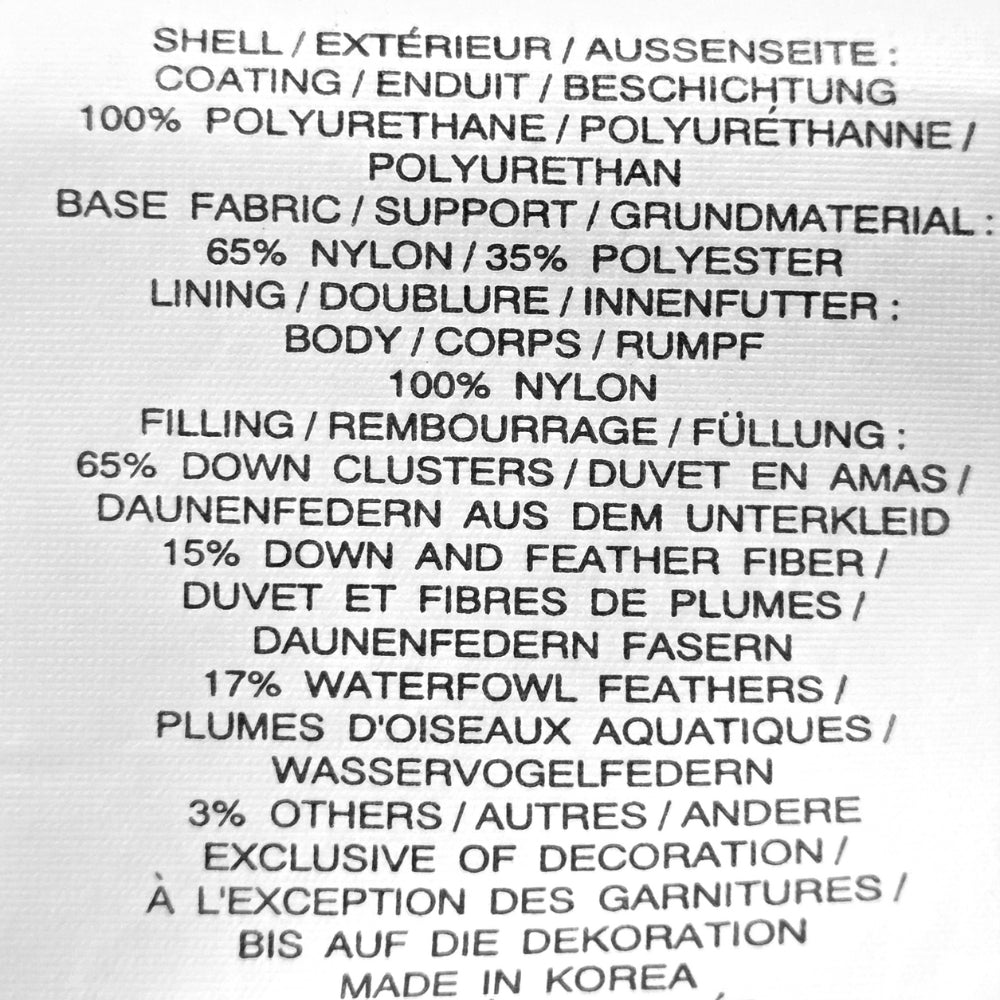 SHELL / EXTÉRIEUR / AUSSENSEITE :
COATING / ENDUIT / BESCHICHTUNG
100% POLYURETHANE / POLYURÉTHANNE /
POLYURETHAN
BASE FABRIC / SUPPORT / GRUNDMATERIAL :
65% NYLON / 35% POLYESTER
LINING / DOUBLURE / INNENFUTTER :
BODY / CORPS / RUMPF
100% NYLON
FILLING / REMBOURRAGE / FÜLLUNG :
65% DOWN CLUSTERS / DUVET EN AMAS /
DAUNENFEDERN AUS DEM UNTERKLEID
15% DOWN AND FEATHER FIBER /
DUVET ET FIBRES DE PLUMES /
DAUNENFEDERN FASERN
17% WATERFOWL FEATHERS /
PLUMES D'OISEAUX AQUATIQUES /
WASSERVOGELFEDERN
3% OTHERS / AUTRES / ANDERE
EXCLUSIVE OF DECORATION /
À L'EXCEPTION DES GARNITURES /
BIS AUF DIE DEKORATION
MADE IN KOREA